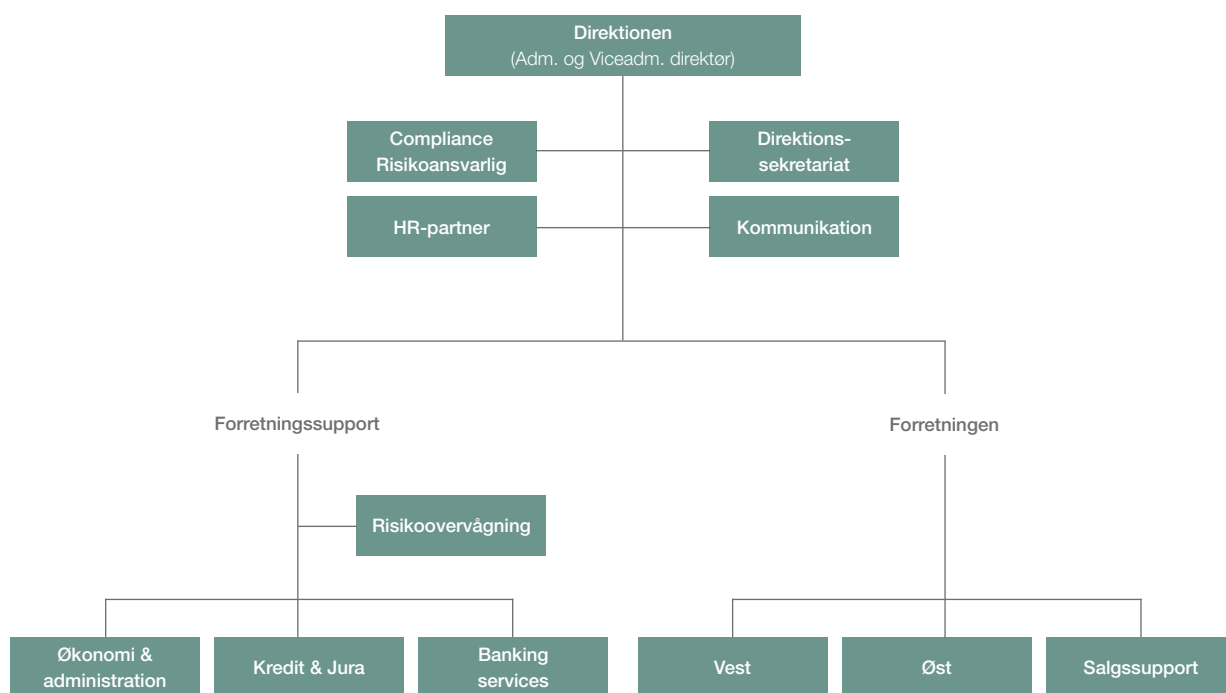 Direktionen
(Adm. og Viceadm. direktør)
Compliance
Risikoansvarlig
Direktions-
sekretariat
HR-partner
Kommunikation
Forretningssupport
Forretningen
Risikoovervågning
Økonomi &
administration
Kredit & Jura
Banking
services
Vest
Øst
Salgssupport